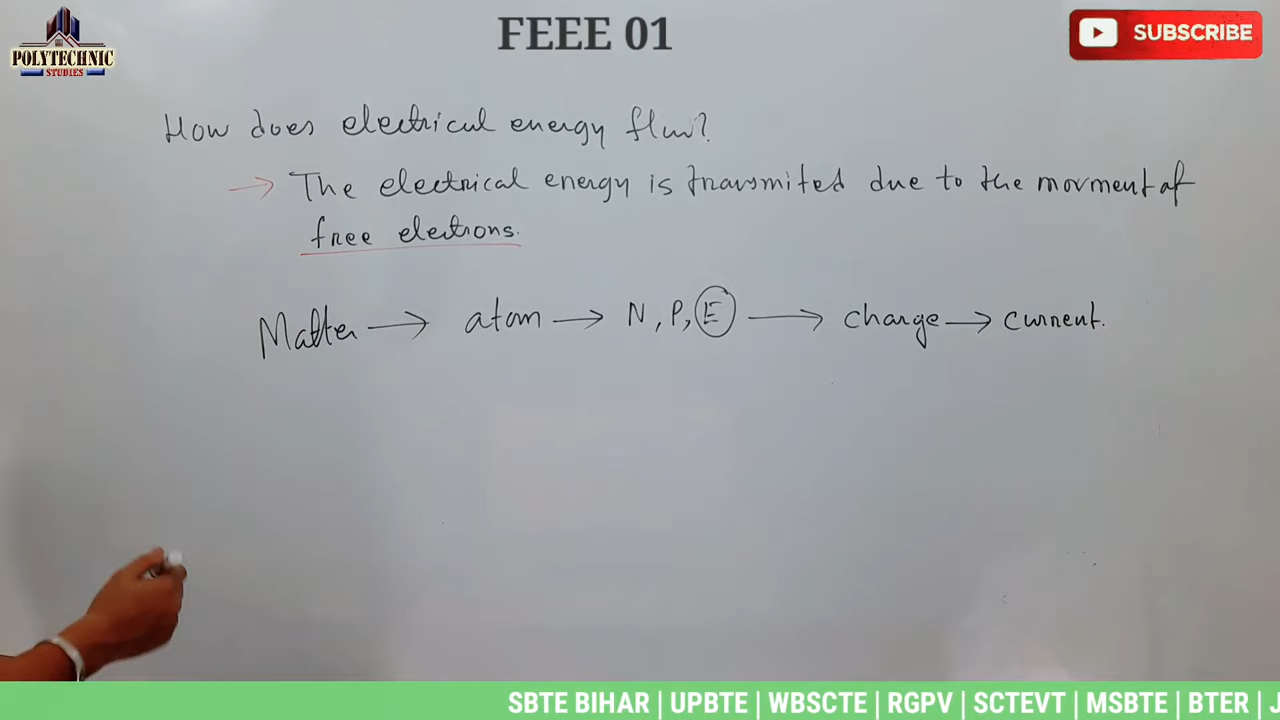 FEEE 01
POLYTECHNIC
STUDIES
SUBSCRIBE
How does electrical energy flow?
→ The electrical energy is transmited due to the movment of
free electrons.
Matter → atom → N, P, E → charge → current.
SBTE BIHAR | UPBTE | WBSCTE | RGPV | SCTEVT | MSBTE | BTER | J